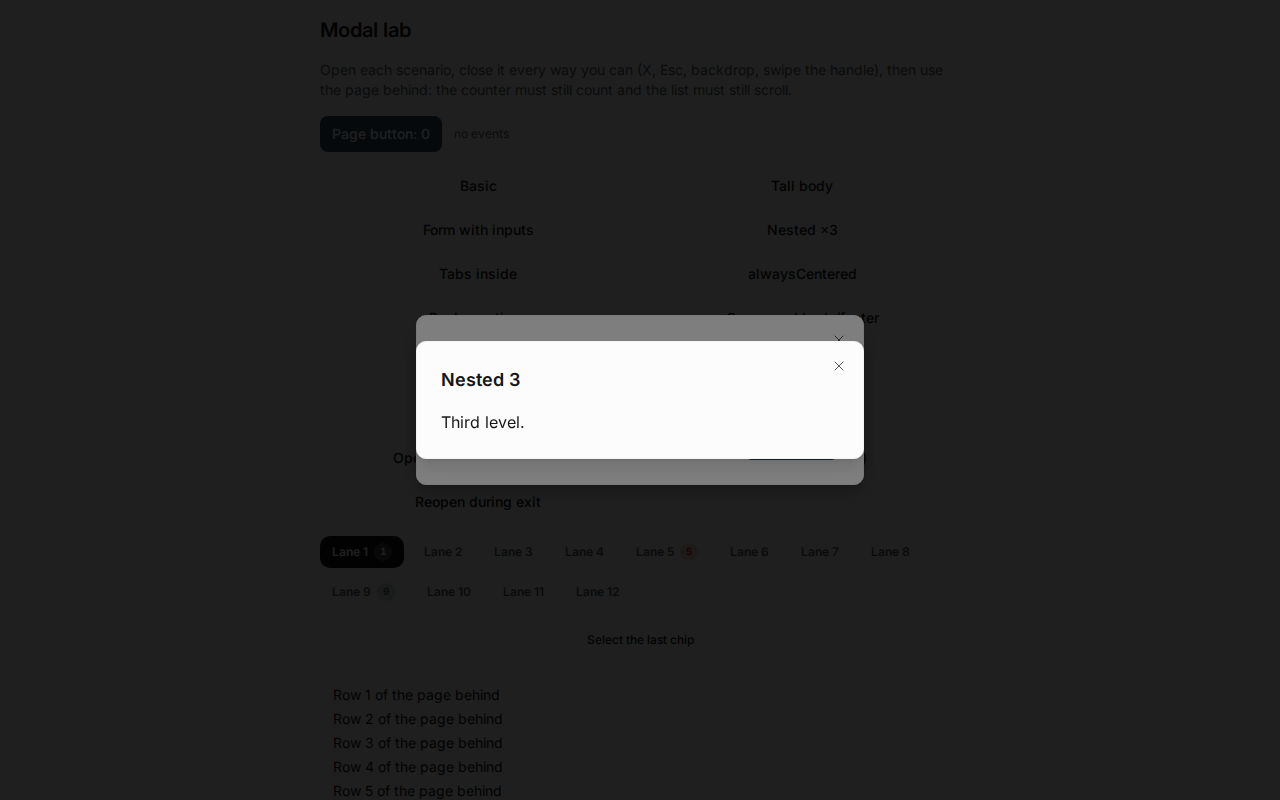 Modal lab
Open each scenario, close it every way you can (X, Esc, backdrop, swipe the handle), then use
the page behind: the counter must still count and the list must still scroll.
Page button: 0 no events
Basic Tall body
Form with inputs Nested ×3
Tabs inside alwaysCentered
Nested 3
Third level.
Reopen during exit
Lane 1 1 Lane 2 Lane 3 Lane 4 Lane 5 5 Lane 6 Lane 7 Lane 8
Lane 9 9 Lane 10 Lane 11 Lane 12
Select the last chip
Row 1 of the page behind
Row 2 of the page behind
Row 3 of the page behind
Row 4 of the page behind
Row 5 of the page behind